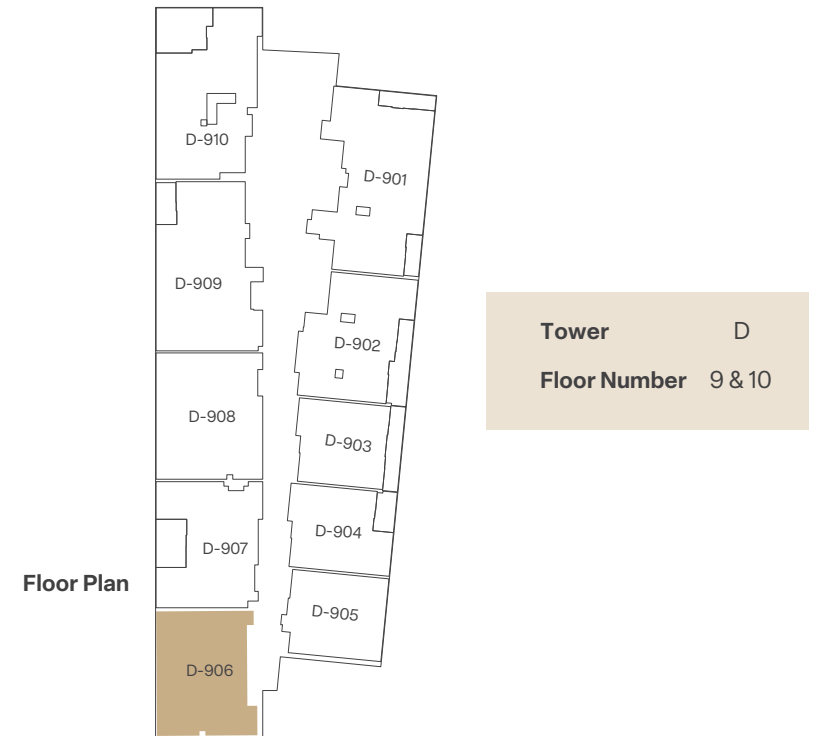 D-910
D-901
D-909
D-902
Tower D
Floor Number 9 & 10
D-908
D-903
D-904
D-907
Floor Plan
D-905
D-906